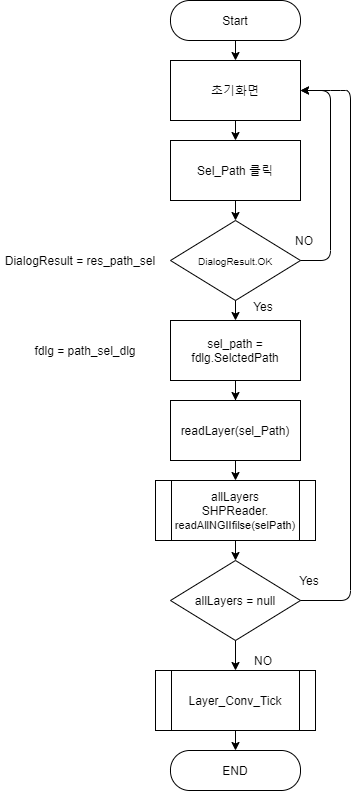 Start
초기화면
Sel_Path 클릭
DialogResult = res_path_sel
DialogResult.OK
NO
Yes
fdlg = path_sel_dlg
sel_path =
fdlg.SelctedPath
readLayer(sel_Path)
allLayers
SHPReader.
readAllNGIIfilse(selPath)
allLayers = null
Yes
NO
Layer_Conv_Tick
END